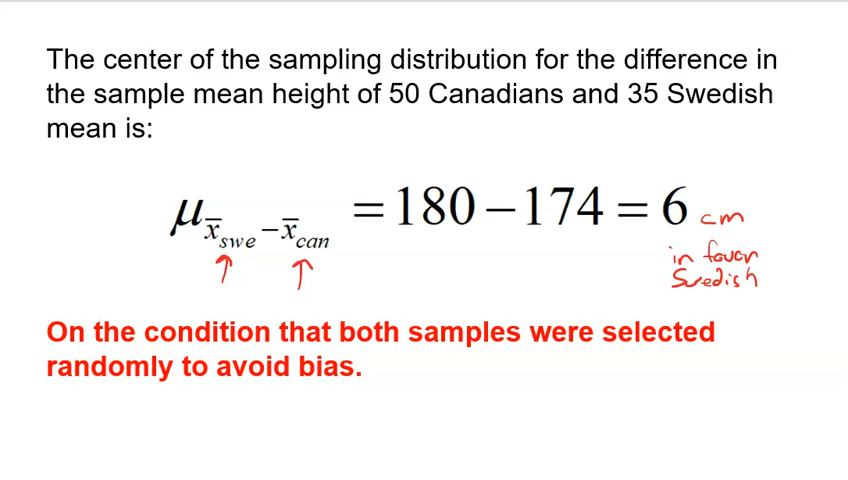 The center of the sampling distribution for the difference in
the sample mean height of 50 Canadians and 35 Swedish
mean is:
μ x̄swe − x̄can = 180 − 174 = 6 cm
in favor
Swedish
On the condition that both samples were selected
randomly to avoid bias.